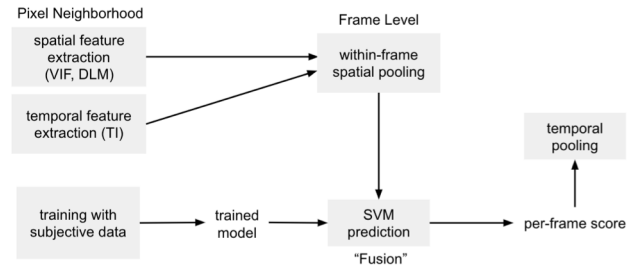 Pixel Neighborhood
spatial feature
extraction
(VIF, DLM)
temporal feature
extraction (TI)
Frame Level
within-frame
spatial pooling
temporal
pooling
training with
subjective data
trained
model
SVM
prediction
“Fusion”
per-frame score